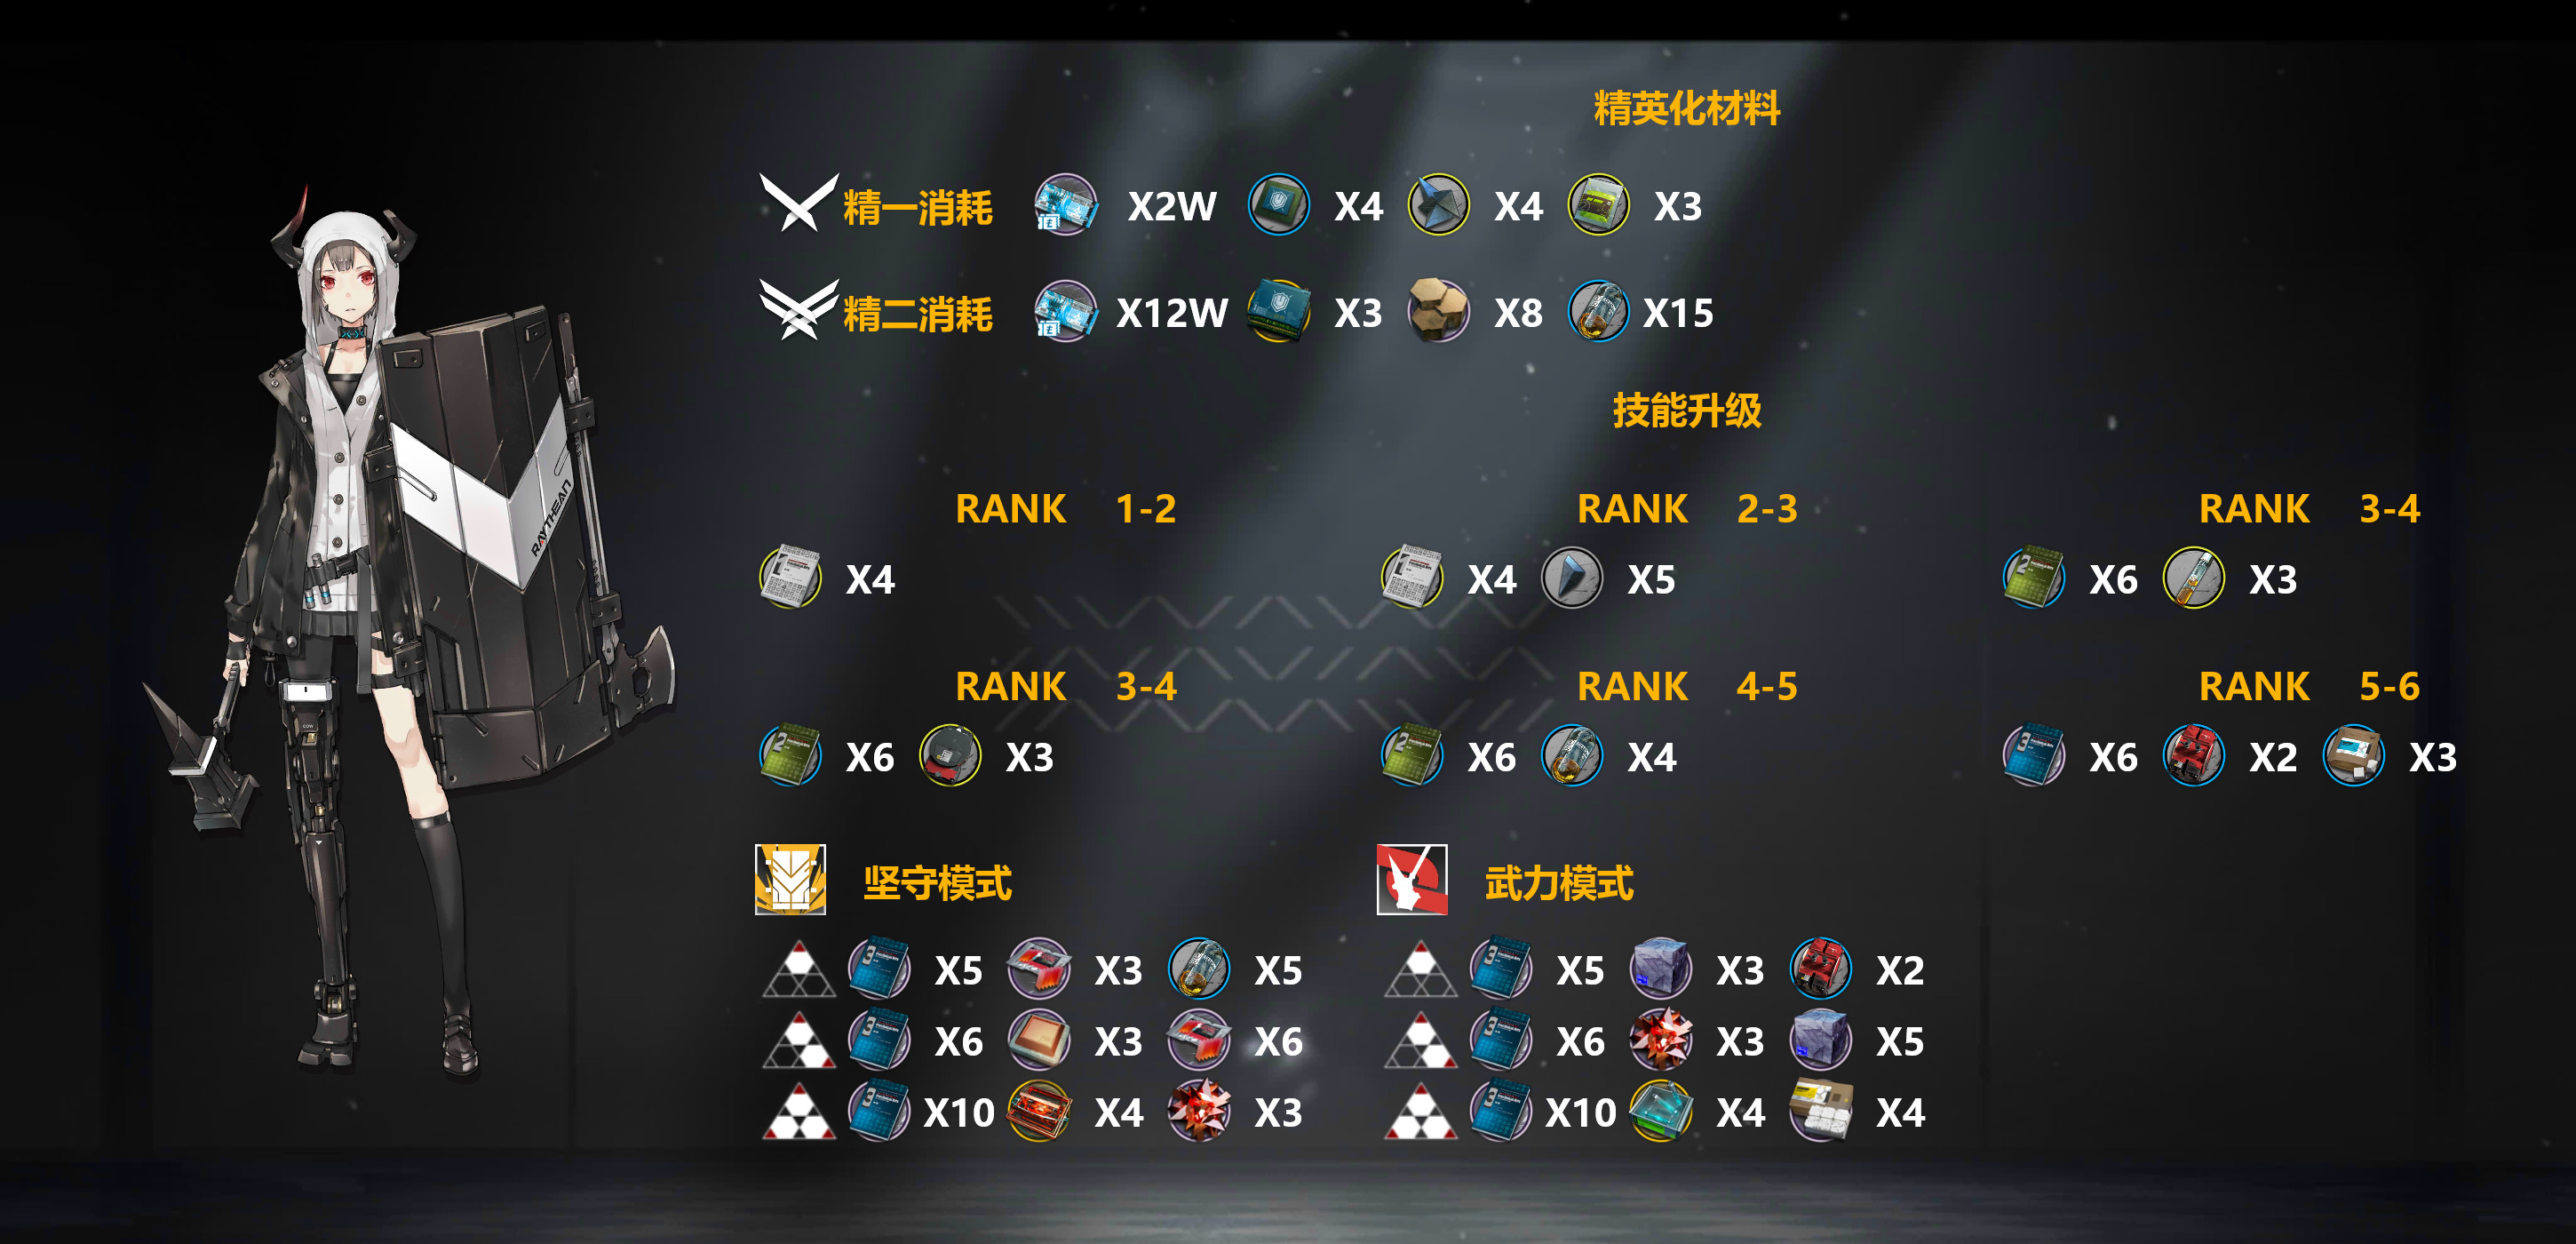 精英化材料
精一消耗 X2W X4 X4 X3
精二消耗 X12W X3 X8 X15
技能升级
RANK 1-2 RANK 2-3 RANK 3-4
X4 X4 X5 X6 X3
RANK 3-4 RANK 4-5 RANK 5-6
X6 X3 X6 X4 X6 X2 X3
坚守模式 武力模式
X5 X3 X5 X5 X3 X2
X6 X3 X6 X6 X3 X5
X10 X4 X3 X10 X4 X4
RAYTHEAN